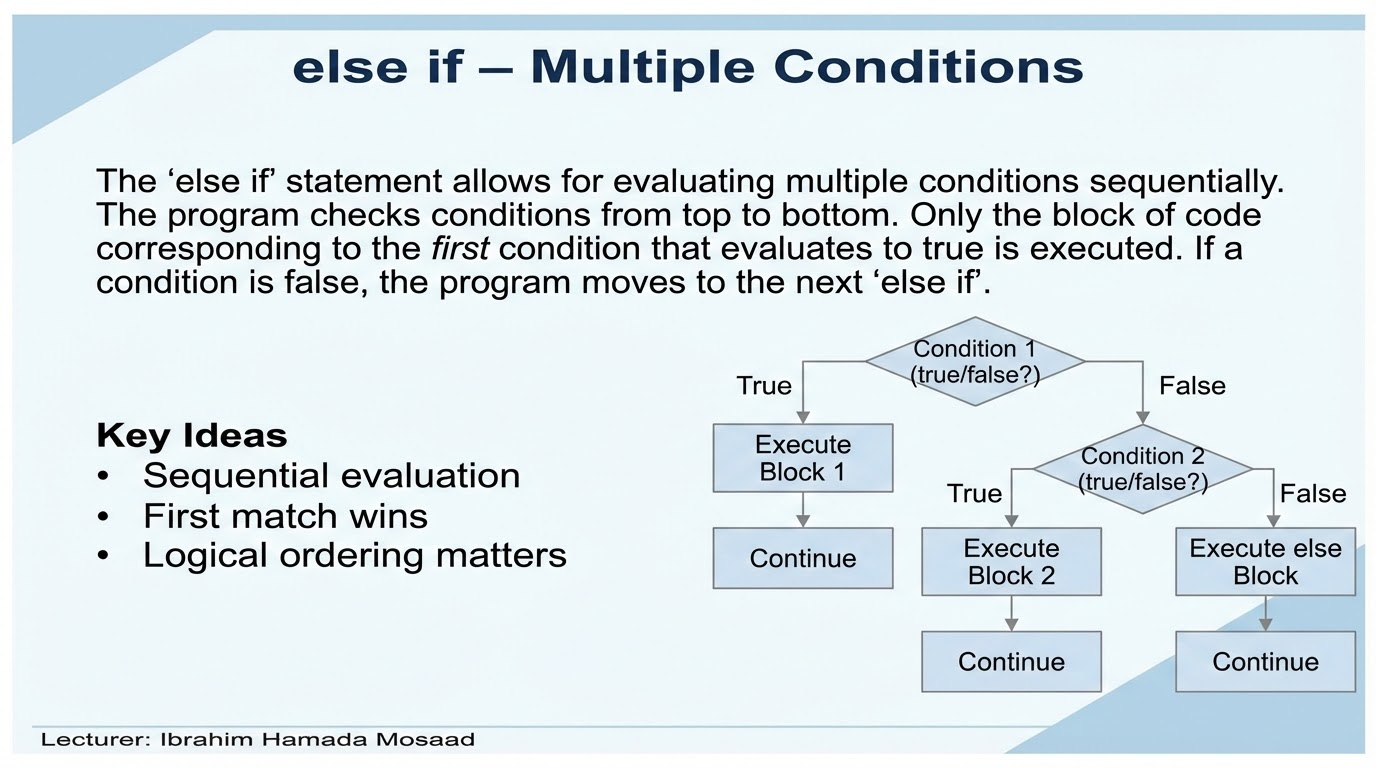 else if – Multiple Conditions
The ‘else if’ statement allows for evaluating multiple conditions sequentially.
The program checks conditions from top to bottom. Only the block of code
corresponding to the first condition that evaluates to true is executed. If a
condition is false, the program moves to the next ‘else if’.
Key Ideas
• Sequential evaluation
• First match wins
• Logical ordering matters
Condition 1
(true/false?)
True
False
Execute
Block 1
Continue
Condition 2
(true/false?)
True
False
Execute
Block 2
Continue
Execute else
Block
Continue
Lecturer: Ibrahim Hamada Mosaad